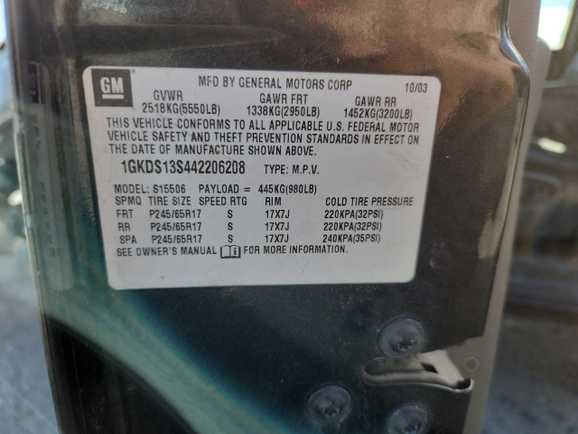 GM
MFD BY GENERAL MOTORS CORP 10/03
GVWR GAWR FRT GAWR RR
2518KG(5550LB) 1338KG(2950LB) 1452KG(3200LB)
THIS VEHICLE CONFORMS TO ALL APPLICABLE U.S. FEDERAL MOTOR
VEHICLE SAFETY AND THEFT PREVENTION STANDARDS IN EFFECT ON
THE DATE OF MANUFACTURE SHOWN ABOVE.
1GKDS13S442206208 TYPE: M.P.V.
MODEL: S15506 PAYLOAD = 445KG(980LB)
SPMQ TIRE SIZE SPEED RTG RIM COLD TIRE PRESSURE
FRT P245/65R17 S 17X7J 220KPA(32PSI)
RR P245/65R17 S 17X7J 220KPA(32PSI)
SPA P245/65R17 S 17X7J 240KPA(35PSI)
SEE OWNER'S MANUAL FOR MORE INFORMATION.